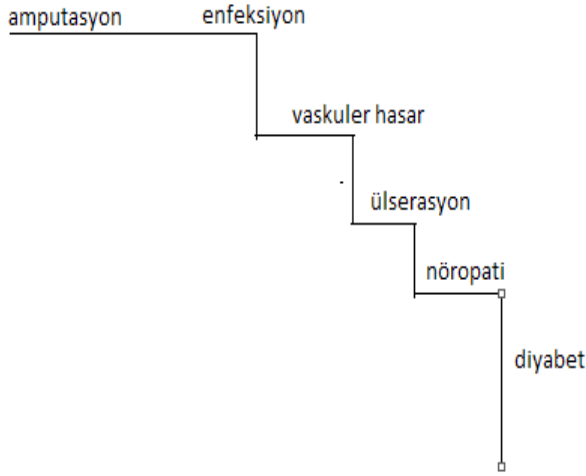 amputasyon enfeksiyon
vaskuler hasar
ülserasyon
nöropati
diyabet